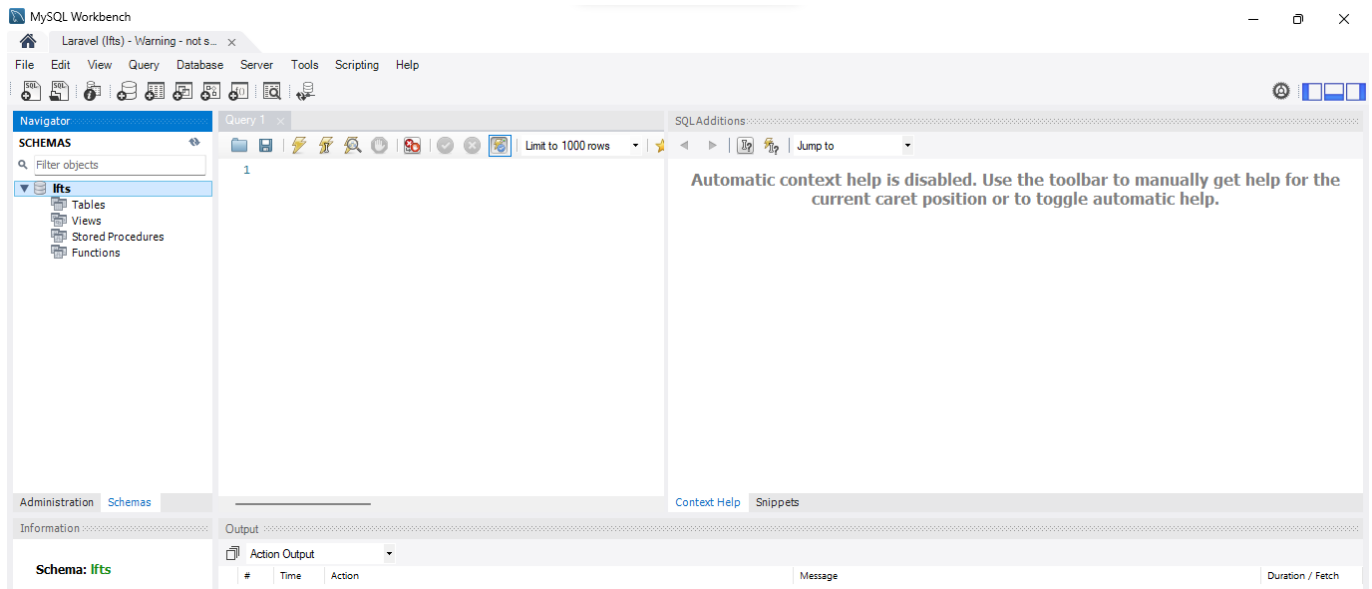 MySQL Workbench
Laravel (lfts) - Warning - not s...
File Edit View Query Database Server Tools Scripting Help
Navigator
SCHEMAS
Filter objects
lfts
Tables
Views
Stored Procedures
Functions
Administration Schemas
Query 1
Limit to 1000 rows
1
SQLAdditions
Jump to
Automatic context help is disabled. Use the toolbar to manually get help for the
current caret position or to toggle automatic help.
Context Help Snippets
Information
Schema: lfts
Output
Action Output
# Time Action Message Duration / Fetch